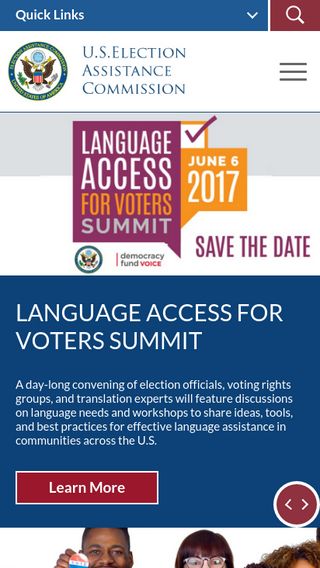 Quick Links
U.S.Election
Assistance
Commission
LANGUAGE
ACCESS
FOR VOTERS
SUMMIT
JUNE 6
2017
SAVE THE DATE
democracy
fund VOICE
LANGUAGE ACCESS FOR
VOTERS SUMMIT
A day-long convening of election officials, voting rights
groups, and translation experts will feature discussions
on language needs and workshops to share ideas, tools,
and best practices for effective language assistance in
communities across the U.S.
Learn More